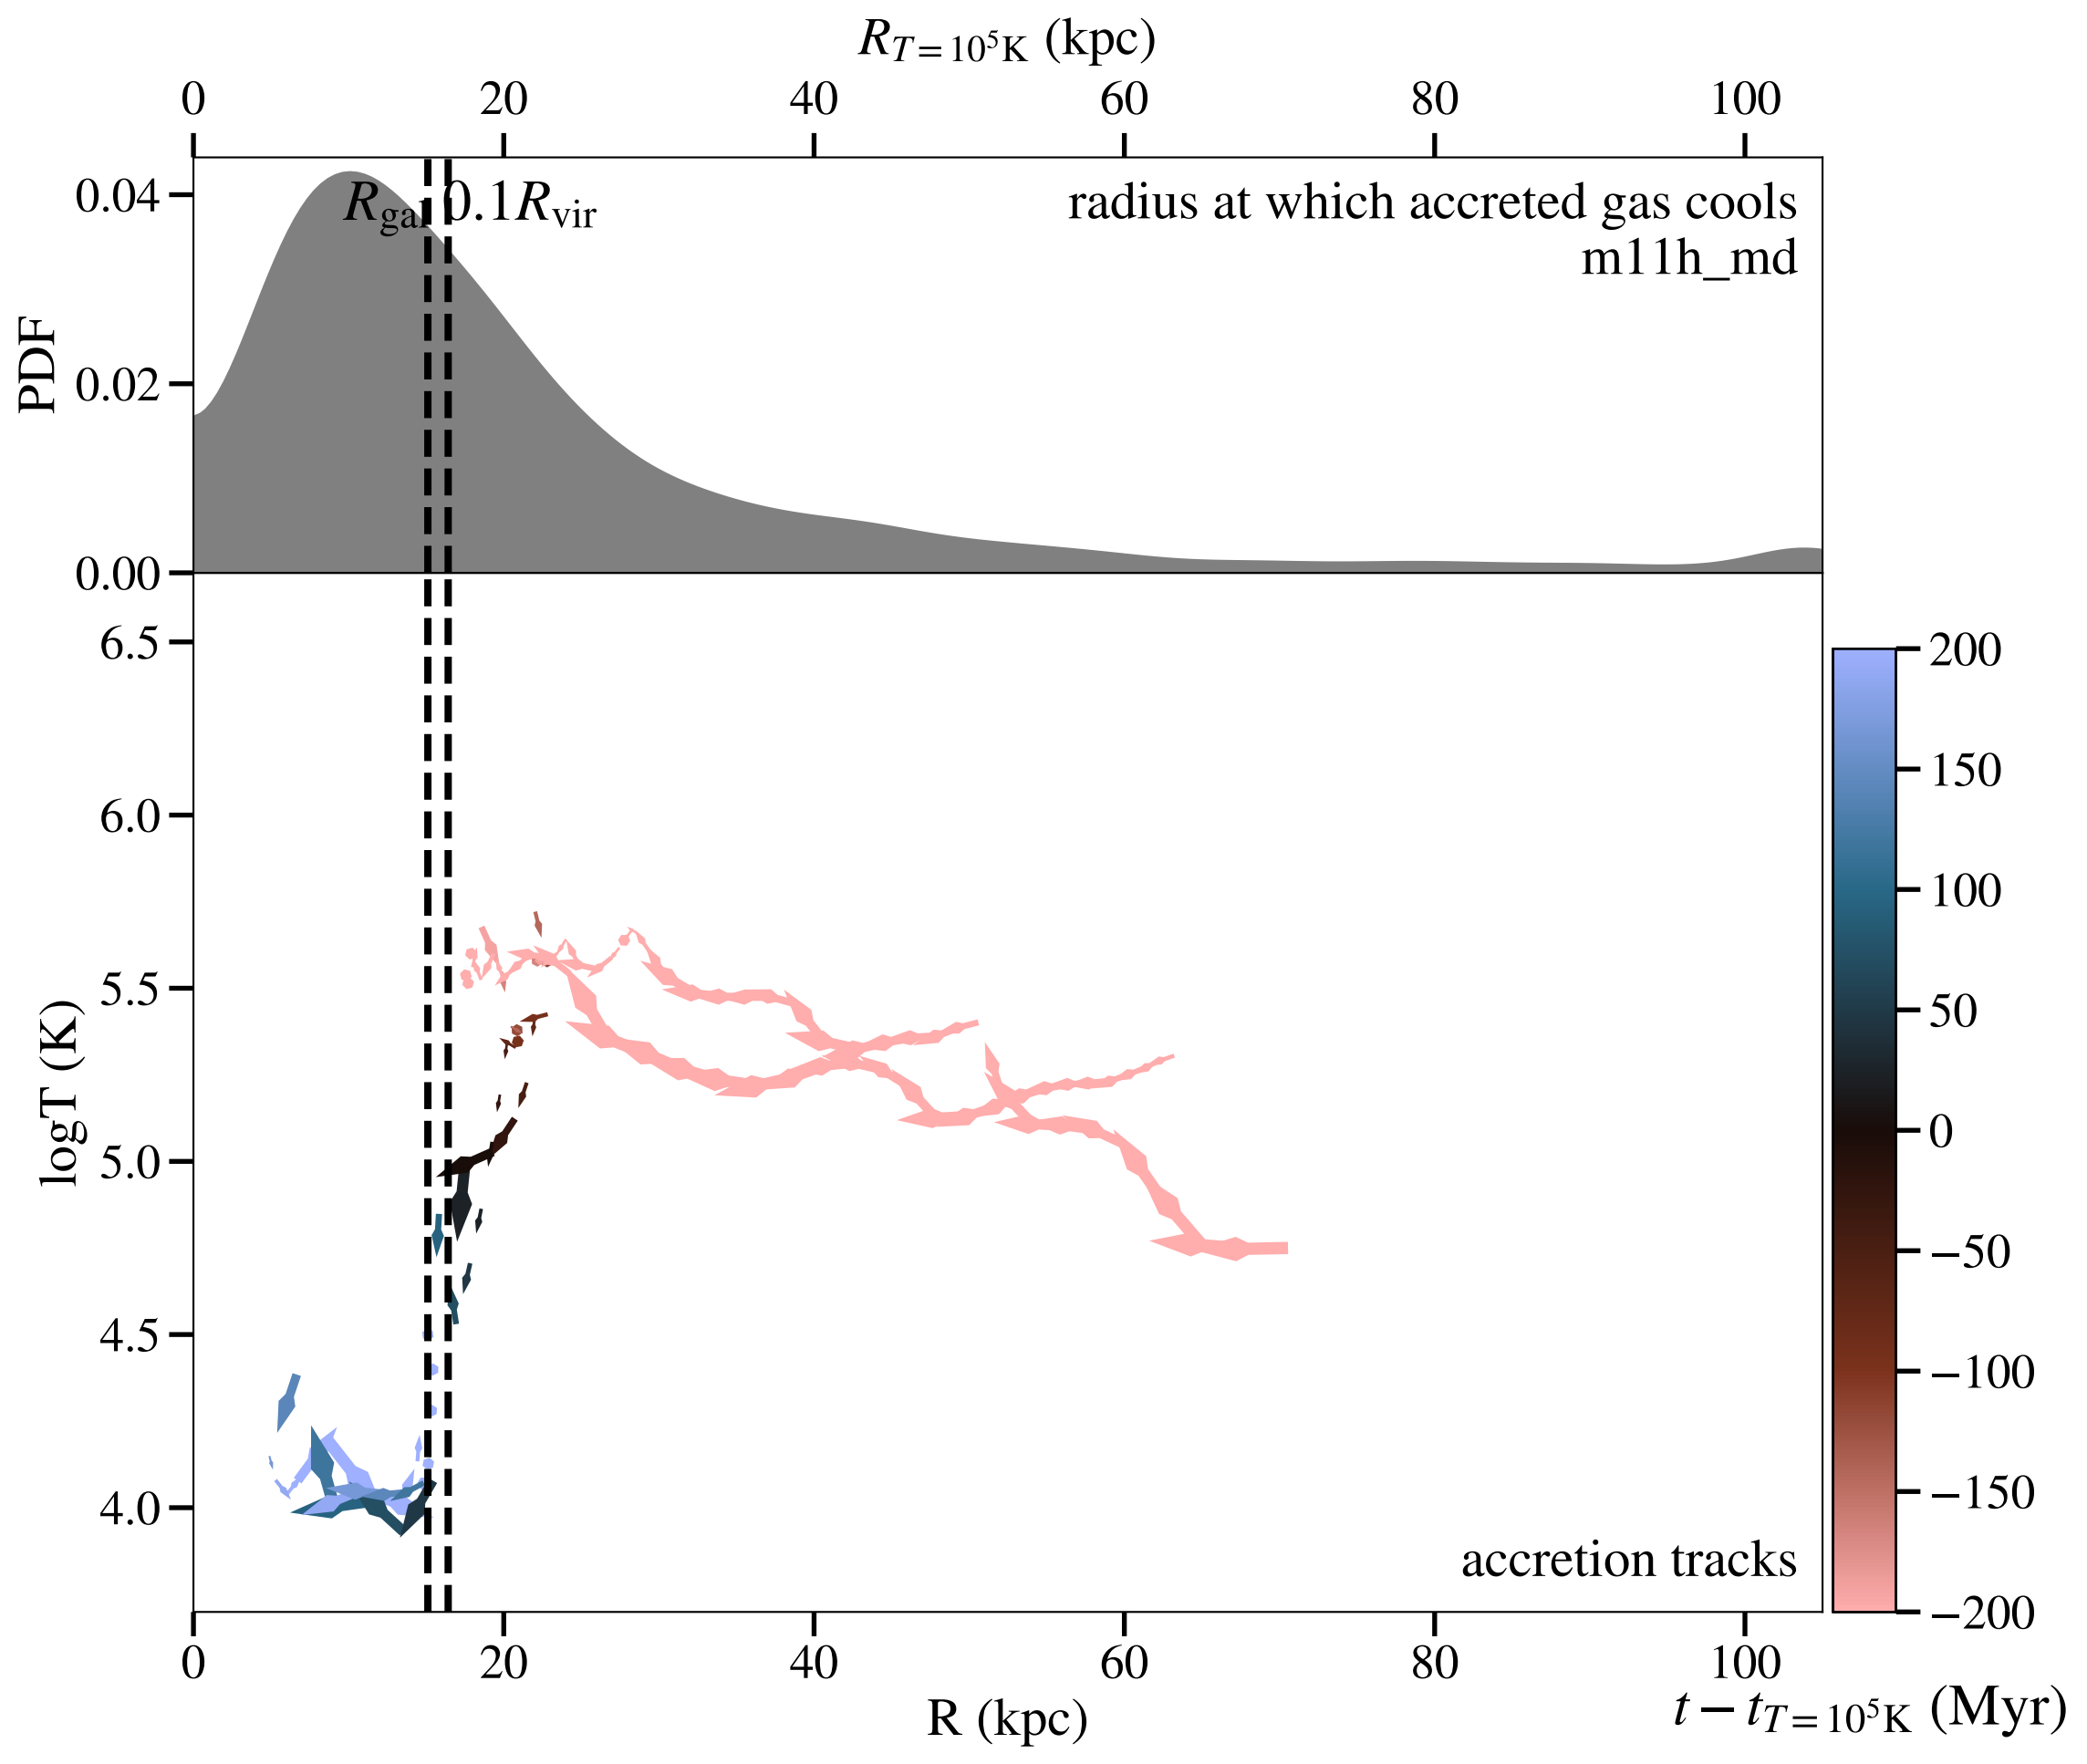 R_{T=10^5K} (kpc)
0 20 40 60 80 100
R_gal 0.1R_vir
radius at which accreted gas cools
m11h_md
PDF
0.04
0.02
0.00
logT (K)
6.5
6.0
5.5
5.0
4.5
4.0
accretion tracks
0 20 40 60 80 100
R (kpc)
200
150
100
50
0
−50
−100
−150
−200
t − t_{T=10^5K} (Myr)